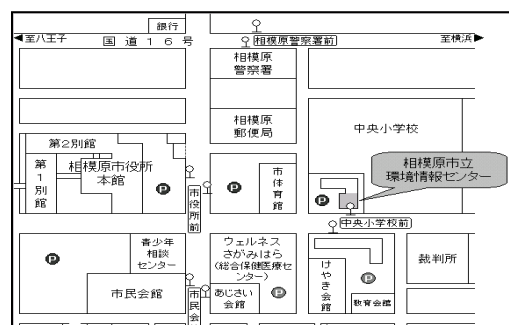 銀行
◀至八王子
国道16号
相模原警察署前
至横浜▶
相模原
警察署
相模原
郵便局
中央小学校
第2別館
第1別館
相模原市役所
本館
P
市役所前
P
市体育館
相模原市立
環境情報センター
P
中央小学校前
P
青少年
相談
センター
ウェルネス
さがみはら
(総合保健医療セ
ンター)
けやき会館
P
裁判所
市民会館
市民会
あじさい
会館
P
教育会館